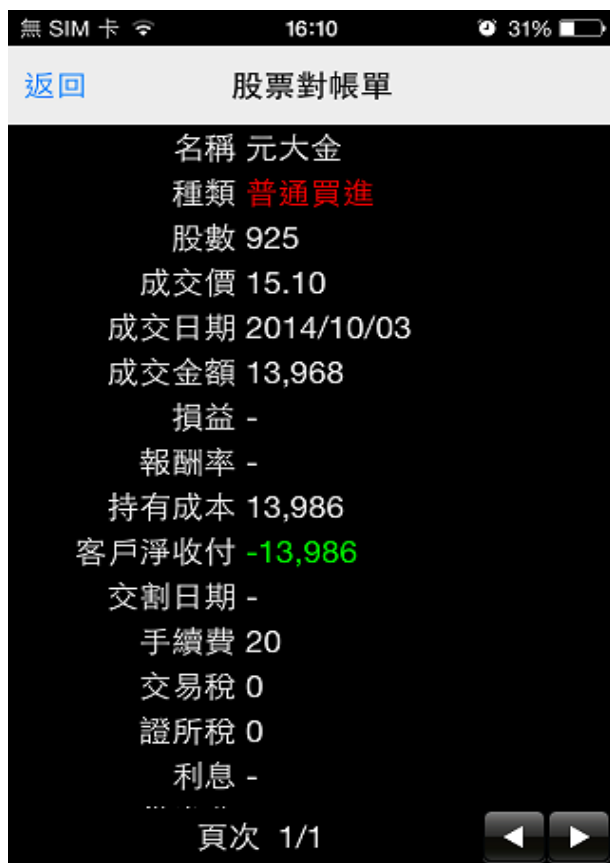 無 SIM 卡 16:10 31%
返回 股票對帳單
名稱 元大金
種類 普通買進
股數 925
成交價 15.10
成交日期 2014/10/03
成交金額 13,968
損益 -
報酬率 -
持有成本 13,986
客戶淨收付 -13,986
交割日期 -
手續費 20
交易稅 0
證所稅 0
利息 -
頁次 1/1